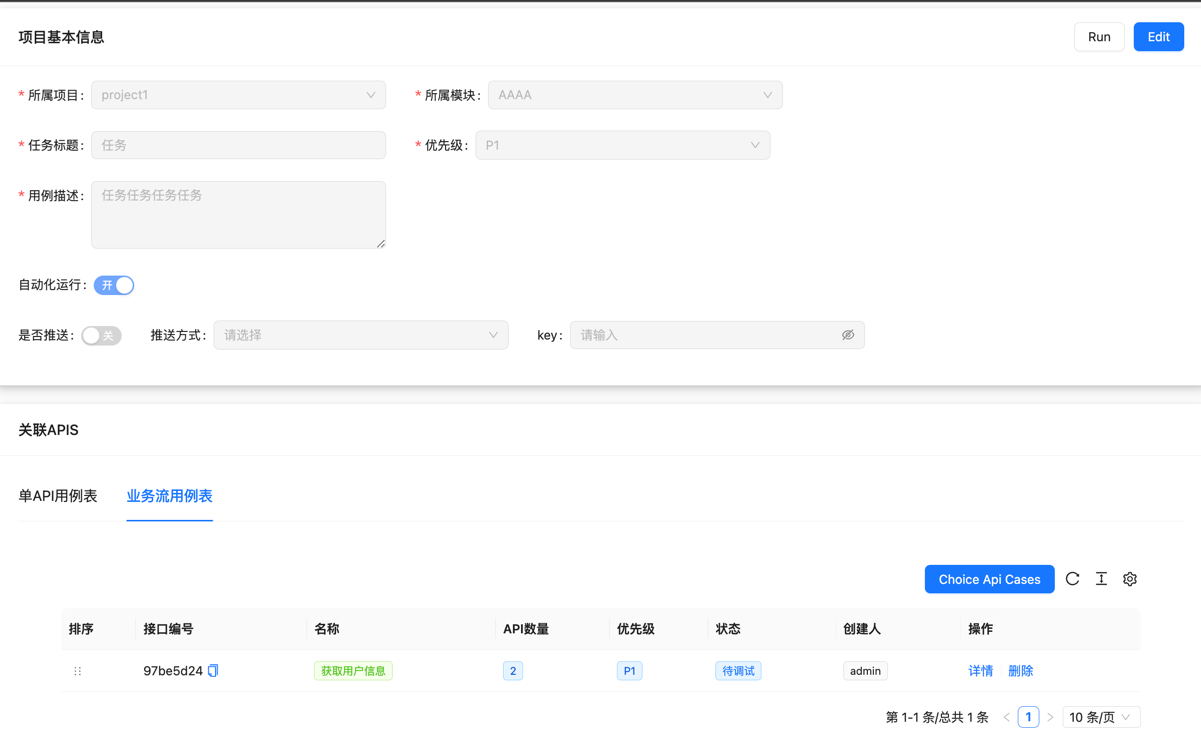 项目基本信息 Run Edit
* 所属项目: project1 * 所属模块: AAAA
* 任务标题: 任务 * 优先级: P1
* 用例描述: 任务任务任务任务
自动化运行: 开
是否推送: 关 推送方式: 请选择 key: 请输入
关联APIS
单API用例表 业务流用例表
Choice Api Cases
排序 接口编号 名称 API数量 优先级 状态 创建人 操作
97be5d24 获取用户信息 2 P1 待调试 admin 详情 删除
第 1-1 条/总共 1 条 < 1 > 10 条/页